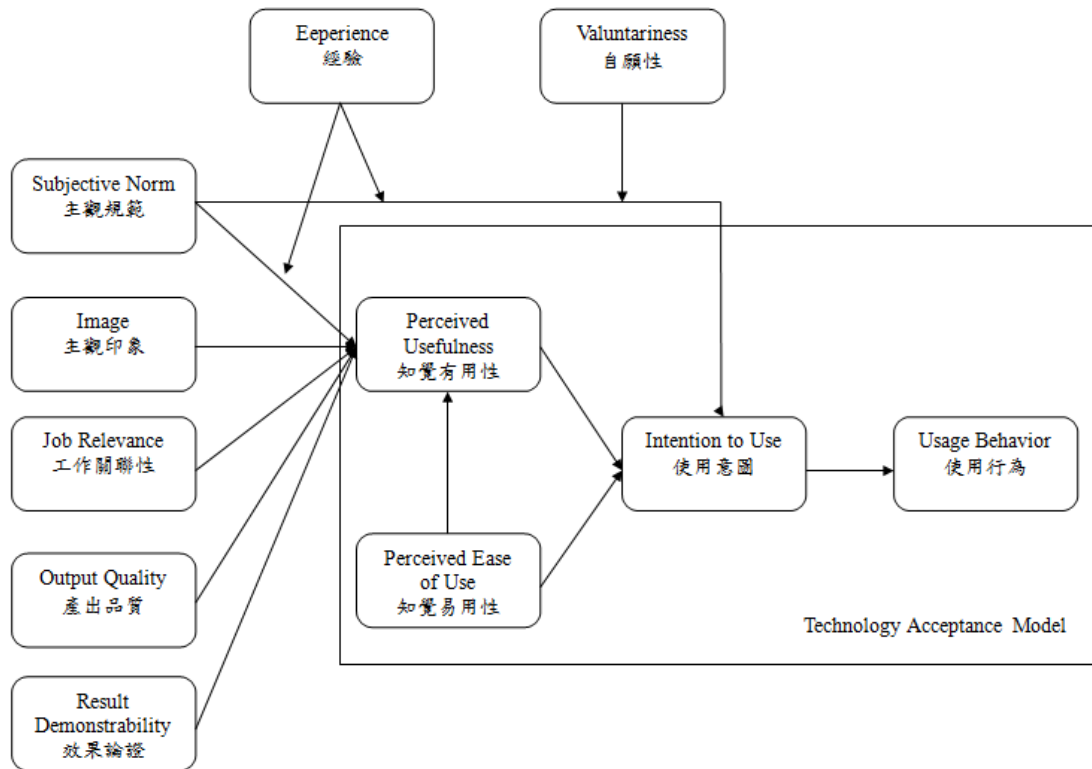 Eeperience
經驗
Valuntariness
自願性
Subjective Norm
主觀規範
Image
主觀印象
Perceived
Usefulness
知覺有用性
Job Relevance
工作關聯性
Intention to Use
使用意圖
Usage Behavior
使用行為
Output Quality
產出品質
Perceived Ease
of Use
知覺易用性
Technology Acceptance Model
Result
Demonstrability
效果論證